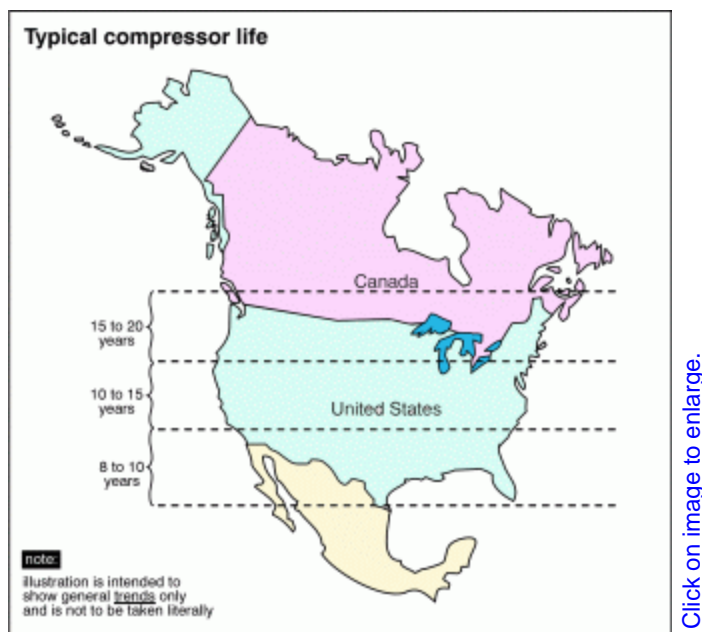 Typical compressor life
Canada
15 to 20
years
10 to 15
years
United States
8 to 10
years
note:
illustration is intended to
show general trends only
and is not to be taken literally
Click on image to enlarge.